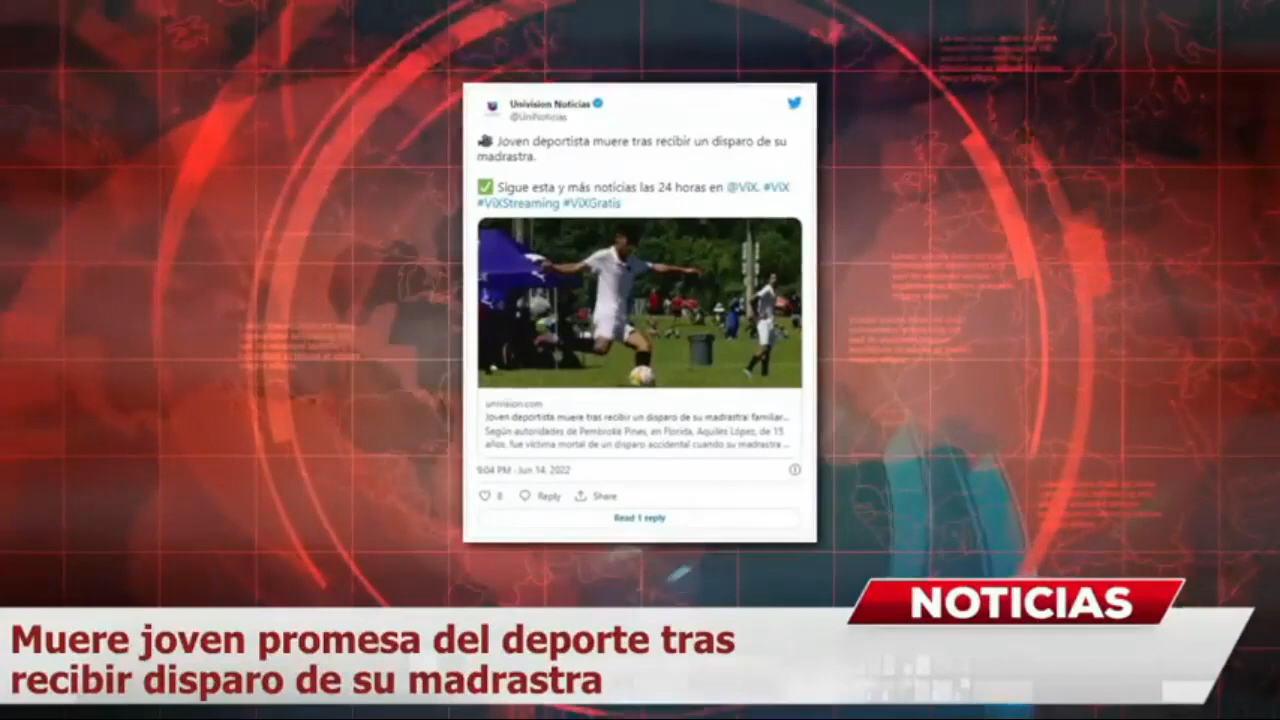 Univision Noticias
@UniNoticias
Joven deportista muere tras recibir un disparo de su
madrastra.
Sigue esta y más noticias las 24 horas en @ViX. #ViX
#ViXStreaming #ViXGratis
univision.com
Joven deportista muere tras recibir un disparo de su madrastra: familiar...
Según autoridades de Pembroke Pines, en Florida, Aquiles López, de 15
años, fue víctima mortal de un disparo accidental cuando su madrastra ...
9:04 PM · Jun 14, 2022
8 Reply Share
Read 1 reply
NOTICIAS
Muere joven promesa del deporte tras
recibir disparo de su madrastra